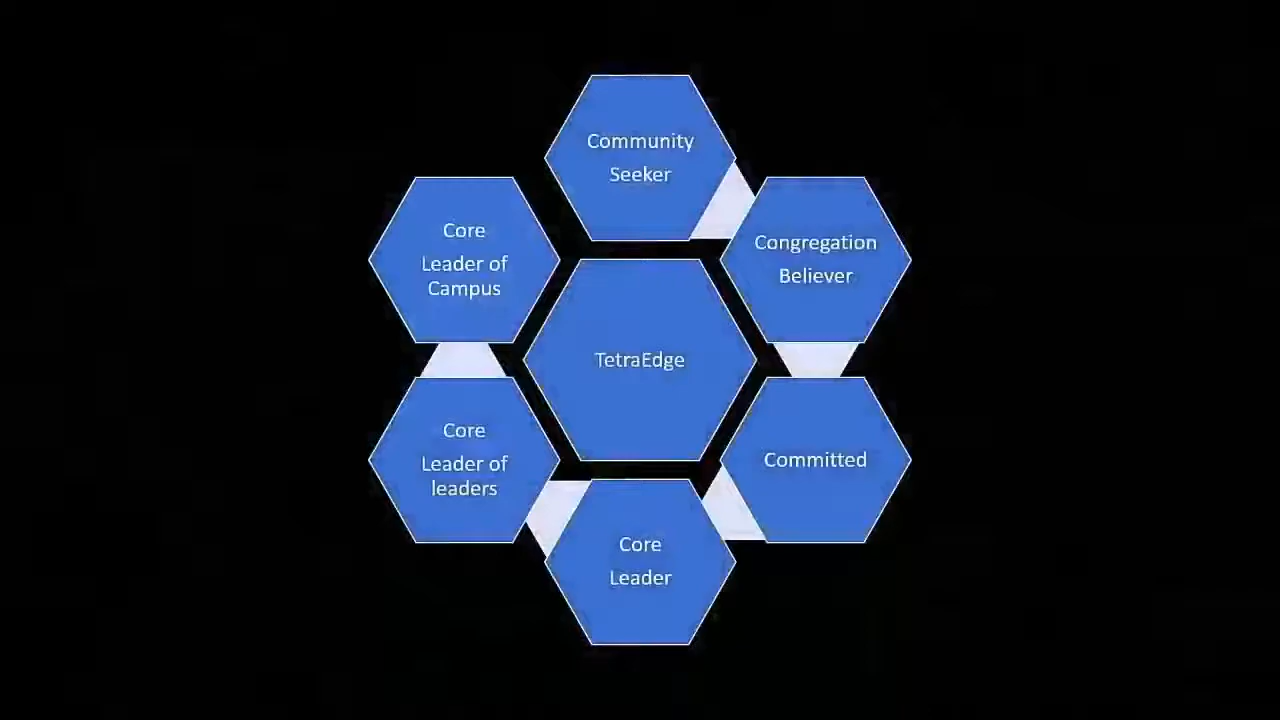 Community
Seeker
Congregation
Believer
Committed
Core
Leader
Core
Leader of
leaders
Core
Leader of
Campus
TetraEdge